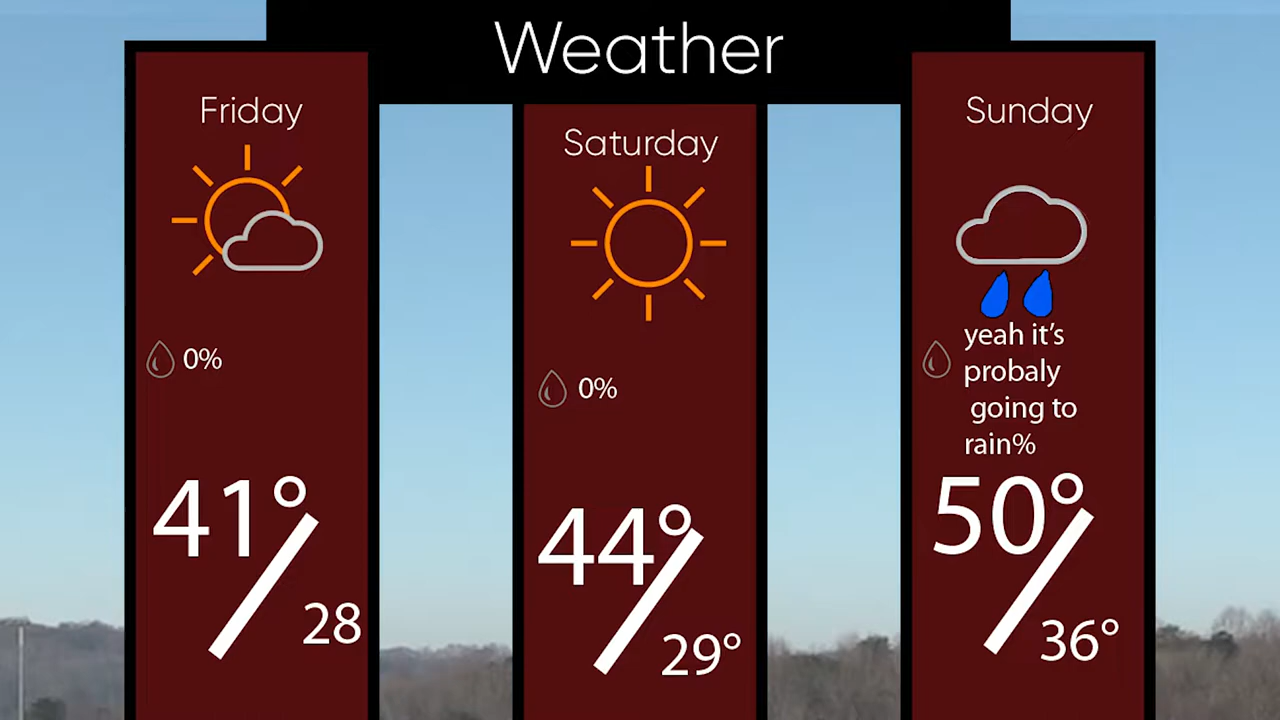 Weather
Friday
0%
41°
28
Saturday
0%
44°
29°
Sunday
yeah it's
probaly
going to
rain%
50°
36°